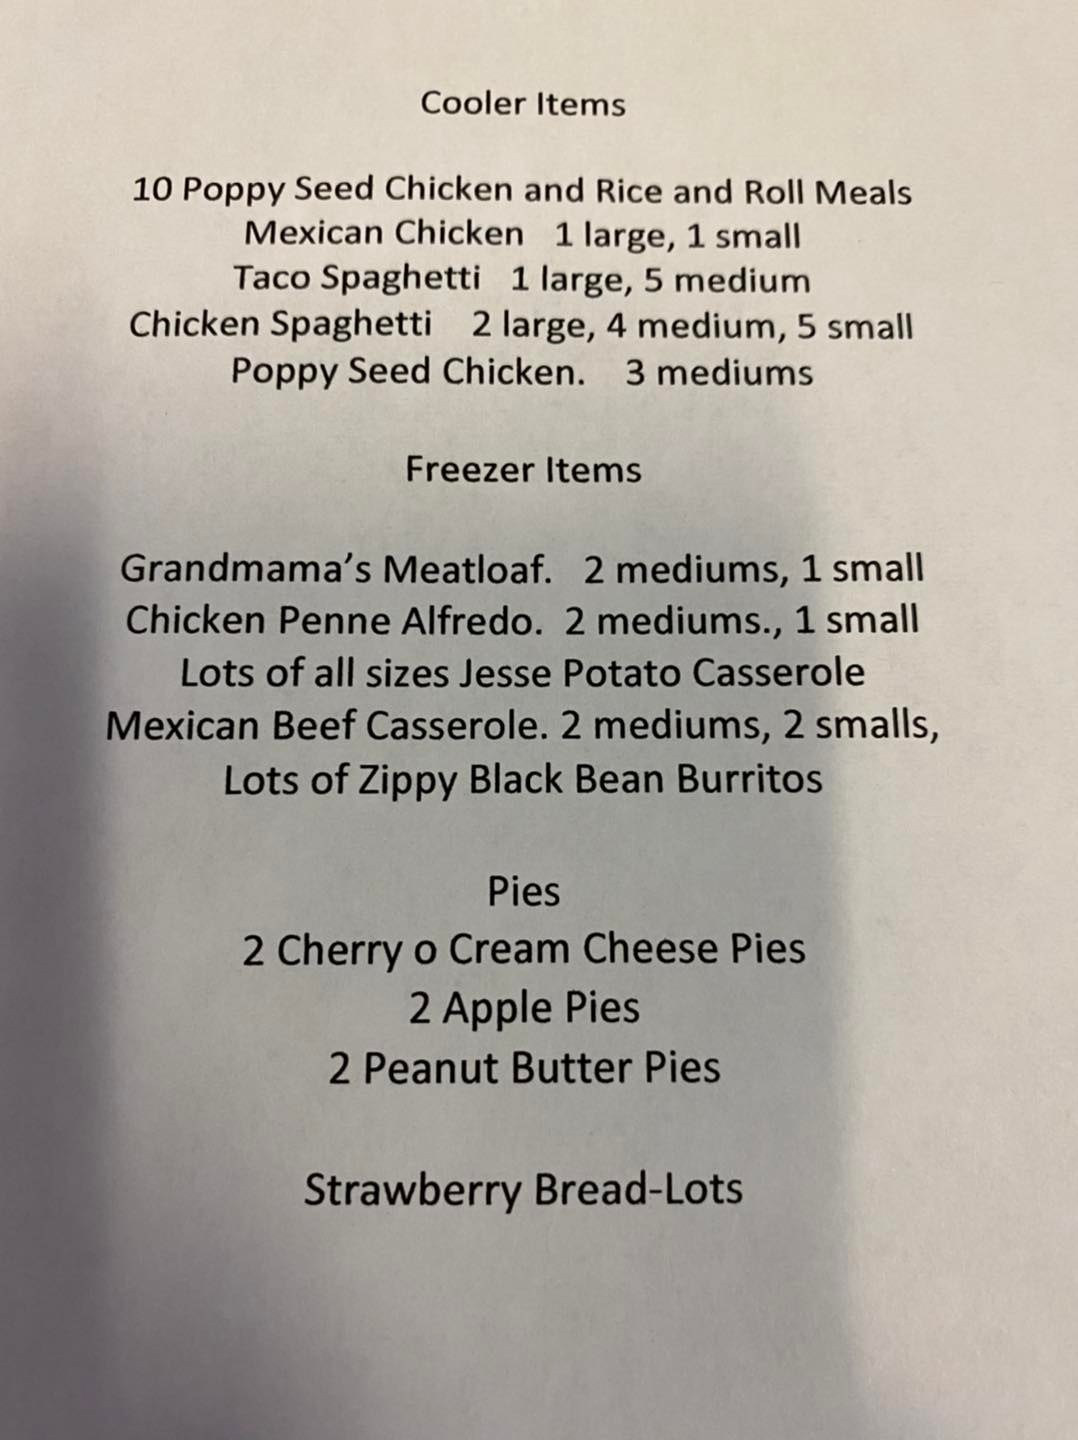 Cooler Items
10 Poppy Seed Chicken and Rice and Roll Meals
Mexican Chicken   1 large, 1 small
Taco Spaghetti   1 large, 5 medium
Chicken Spaghetti    2 large, 4 medium, 5 small
Poppy Seed Chicken.    3 mediums
Freezer Items
Grandmama’s Meatloaf.   2 mediums, 1 small
Chicken Penne Alfredo.  2 mediums., 1 small
Lots of all sizes Jesse Potato Casserole
Mexican Beef Casserole. 2 mediums, 2 smalls,
Lots of Zippy Black Bean Burritos
Pies
2 Cherry o Cream Cheese Pies
2 Apple Pies
2 Peanut Butter Pies
Strawberry Bread-Lots